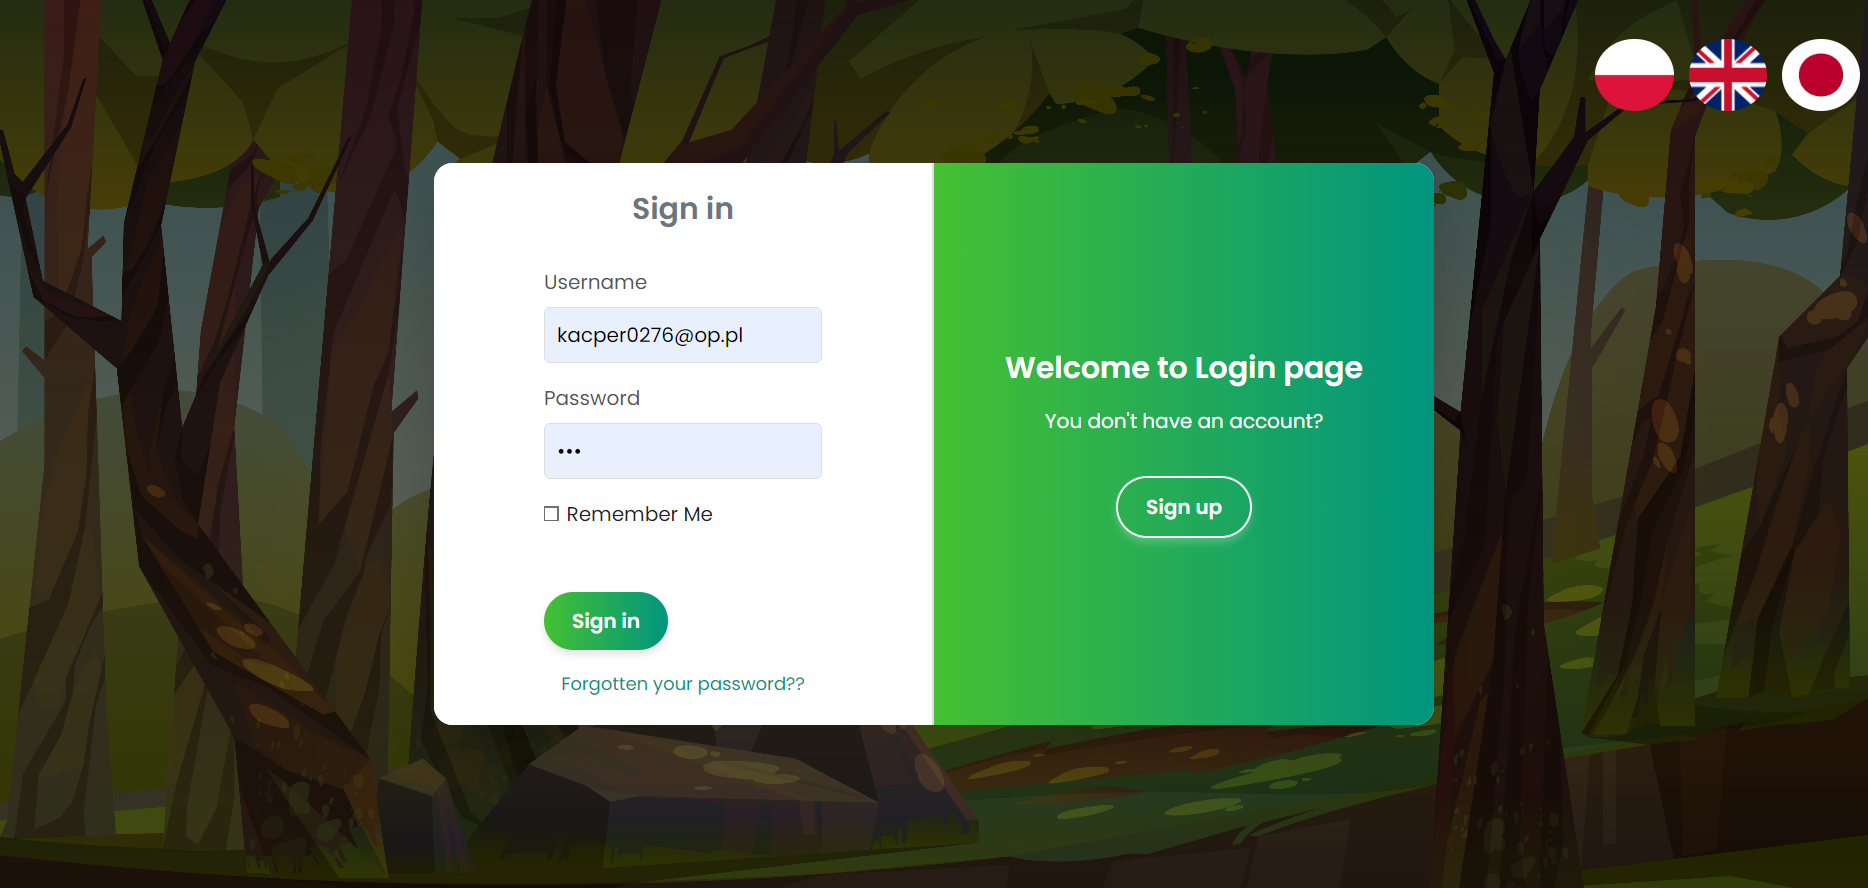 Sign in
Username
kacper0276@op.pl
Password
•••
Remember Me
Sign in
Forgotten your password??
Welcome to Login page
You don't have an account?
Sign up